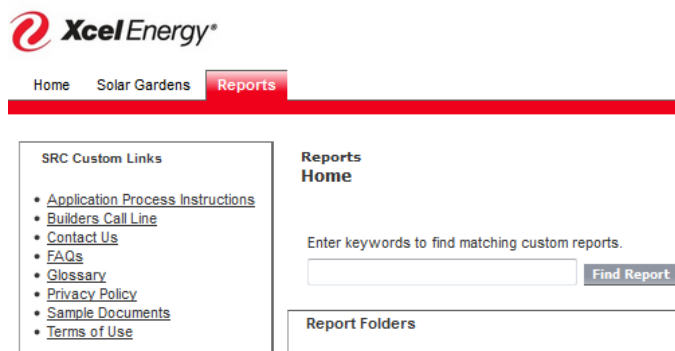 Xcel Energy®
Home Solar Gardens Reports
SRC Custom Links
• Application Process Instructions
• Builders Call Line
• Contact Us
• FAQs
• Glossary
• Privacy Policy
• Sample Documents
• Terms of Use
Reports
Home
Enter keywords to find matching custom reports.
Find Report
Report Folders